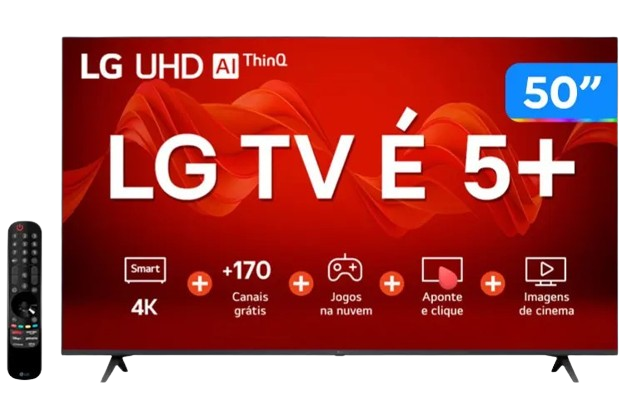 LG UHD AI ThinQ
50”
LG TV É 5+
Smart
4K
+
+170
Canais
grátis
+
Jogos
na nuvem
+
Aponte
e clique
+
Imagens
de cinema
LG